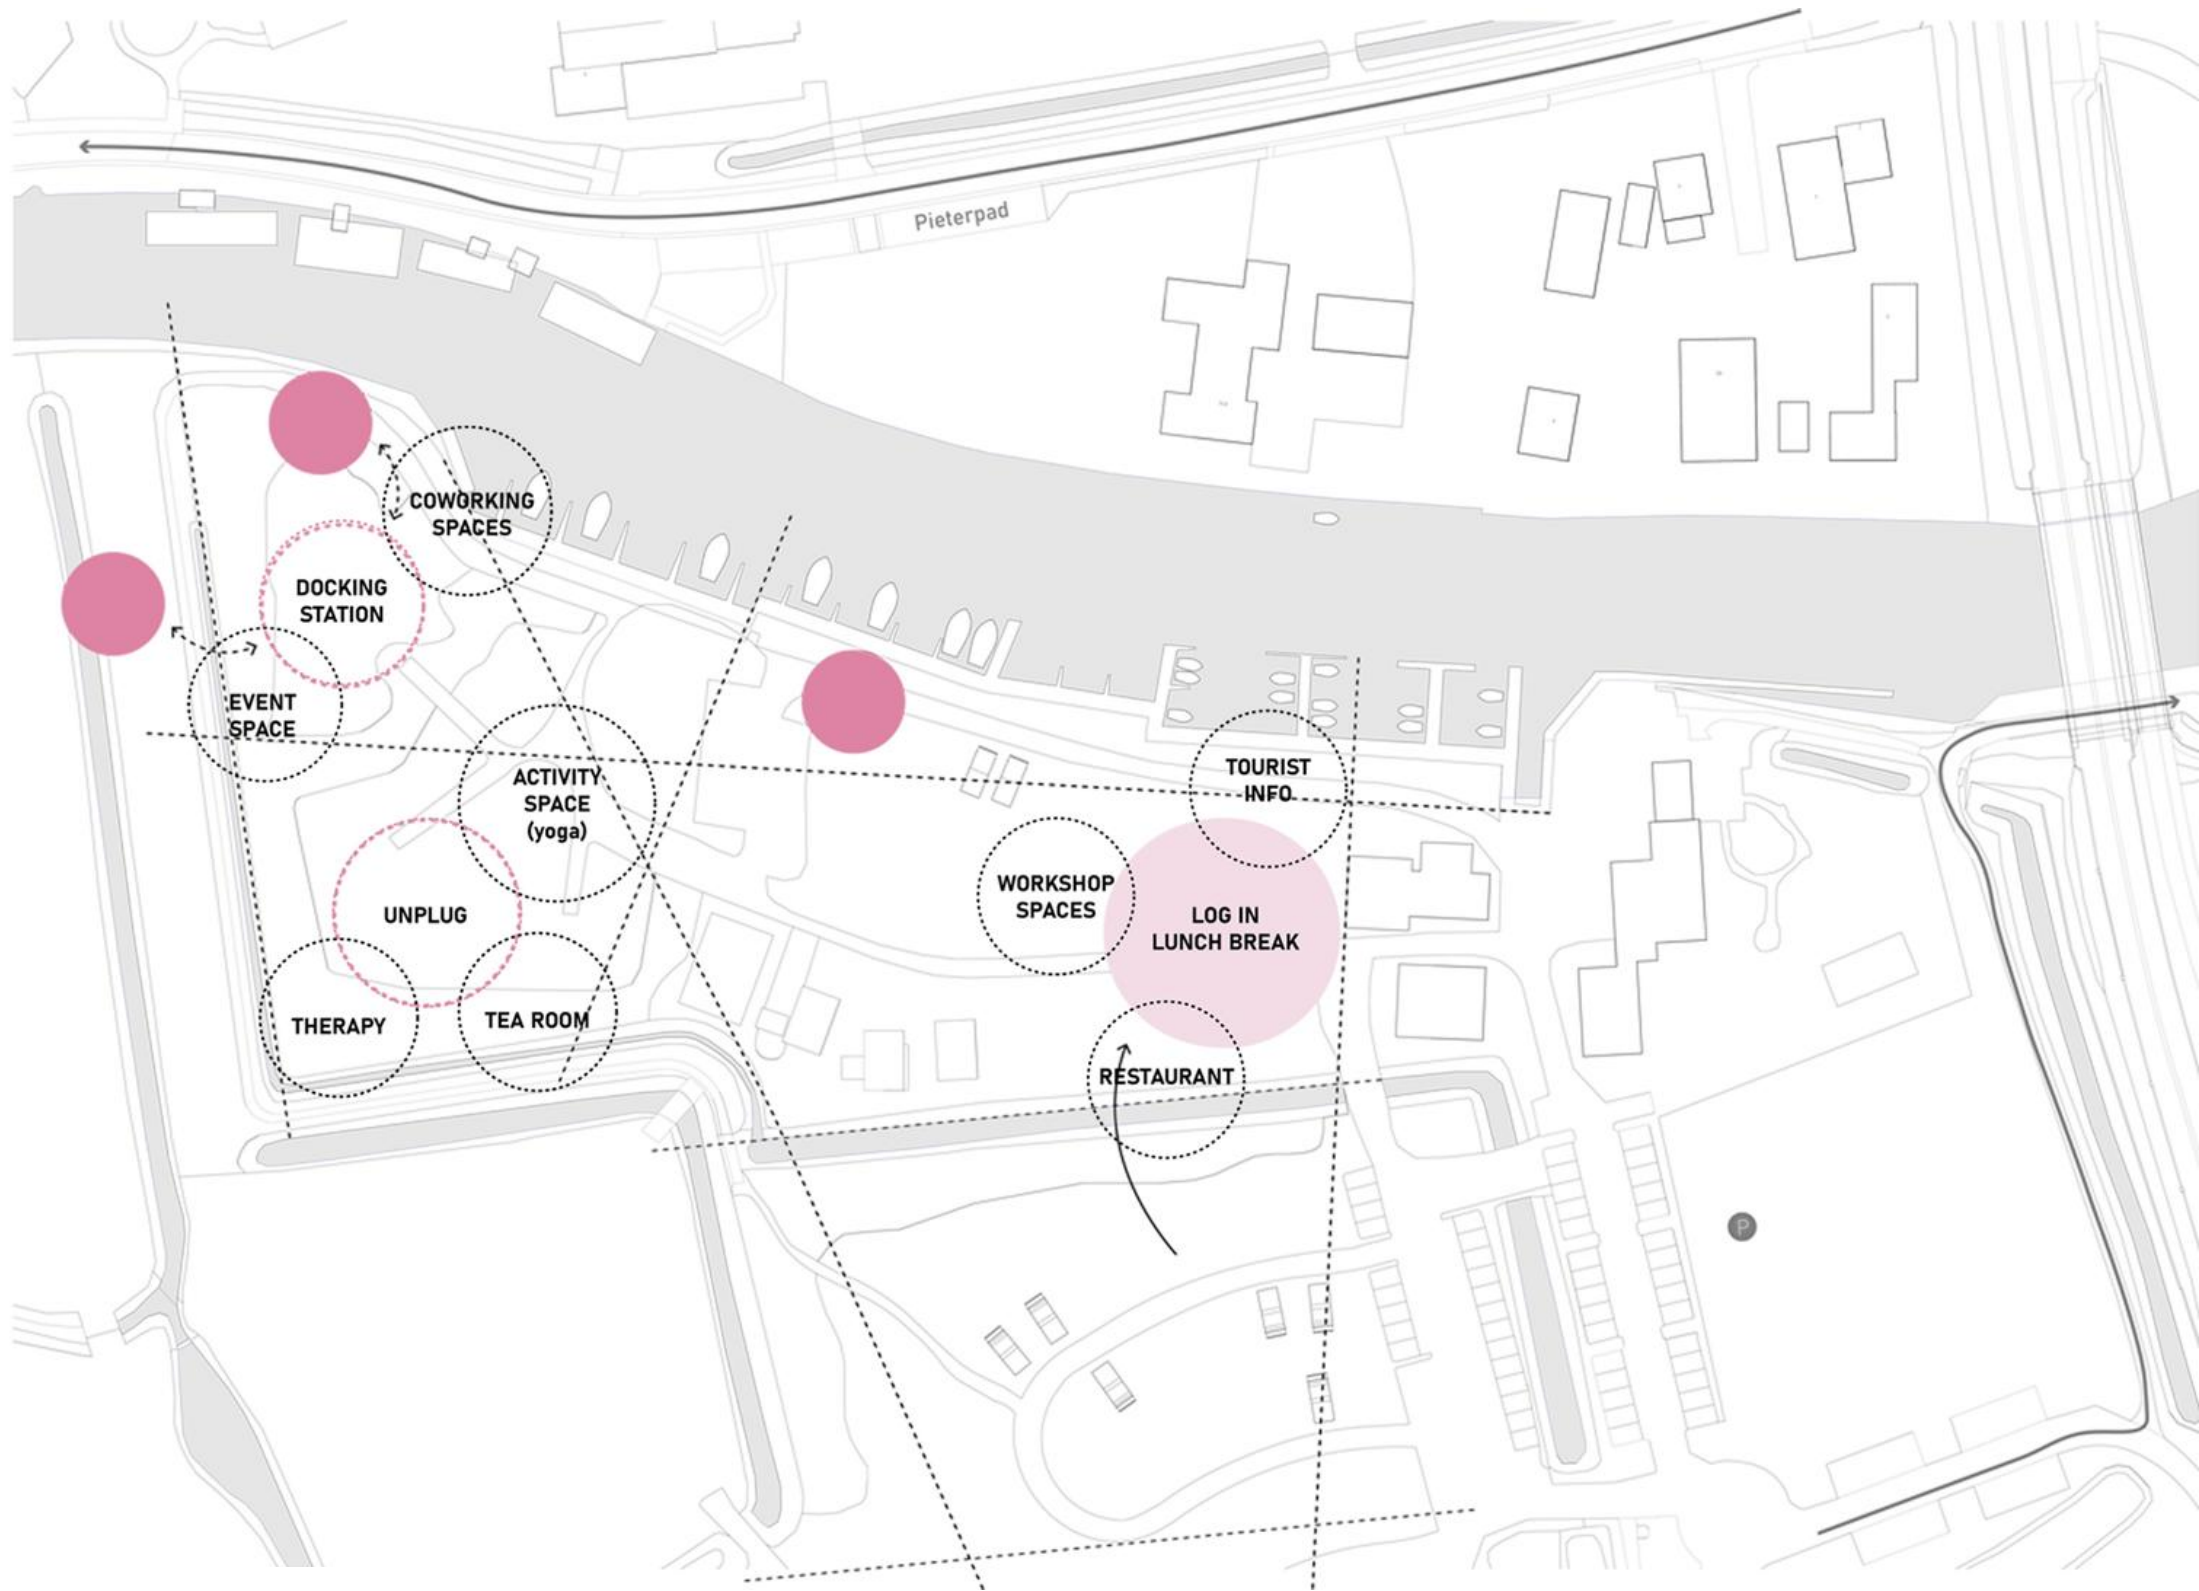 Pieterpad
COWORKING
SPACES
DOCKING
STATION
EVENT
SPACE
ACTIVITY
SPACE
(yoga)
TOURIST
INFO
WORKSHOP
SPACES
UNPLUG
LOG IN
LUNCH BREAK
THERAPY
TEA ROOM
RESTAURANT
P